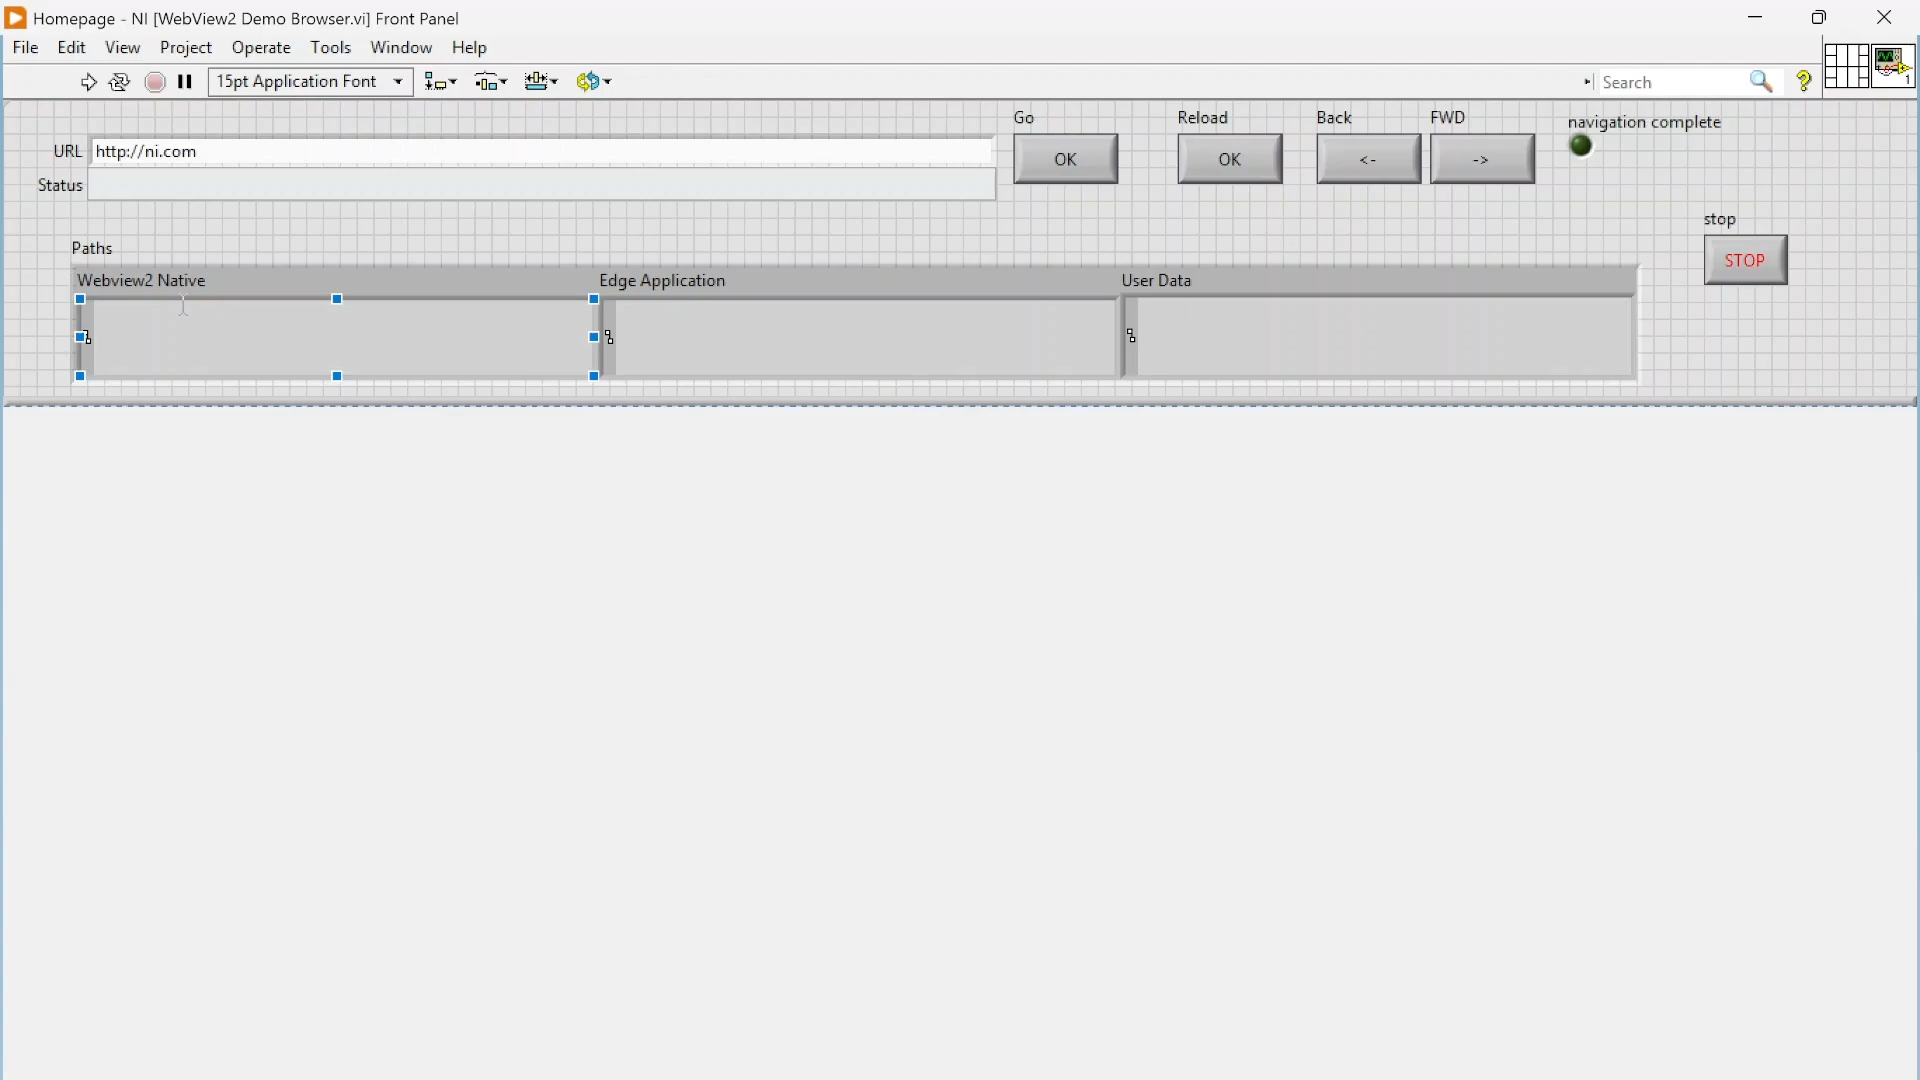 Homepage - NI [WebView2 Demo Browser.vi] Front Panel
File Edit View Project Operate Tools Window Help
15pt Application Font
Search
?
1
Go Reload Back FWD navigation complete
URL http://ni.com
OK OK <- ->
Status
stop
STOP
Paths
Webview2 Native Edge Application User Data